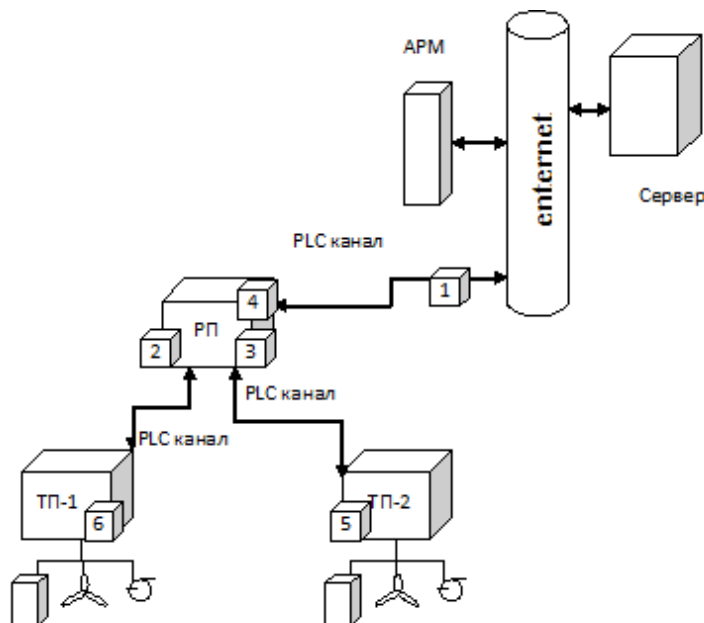 АРМ
enternet
Сервер
PLC канал
1
4
РП
2
3
PLC канал
PLC канал
ТП-1
6
ТП-2
5